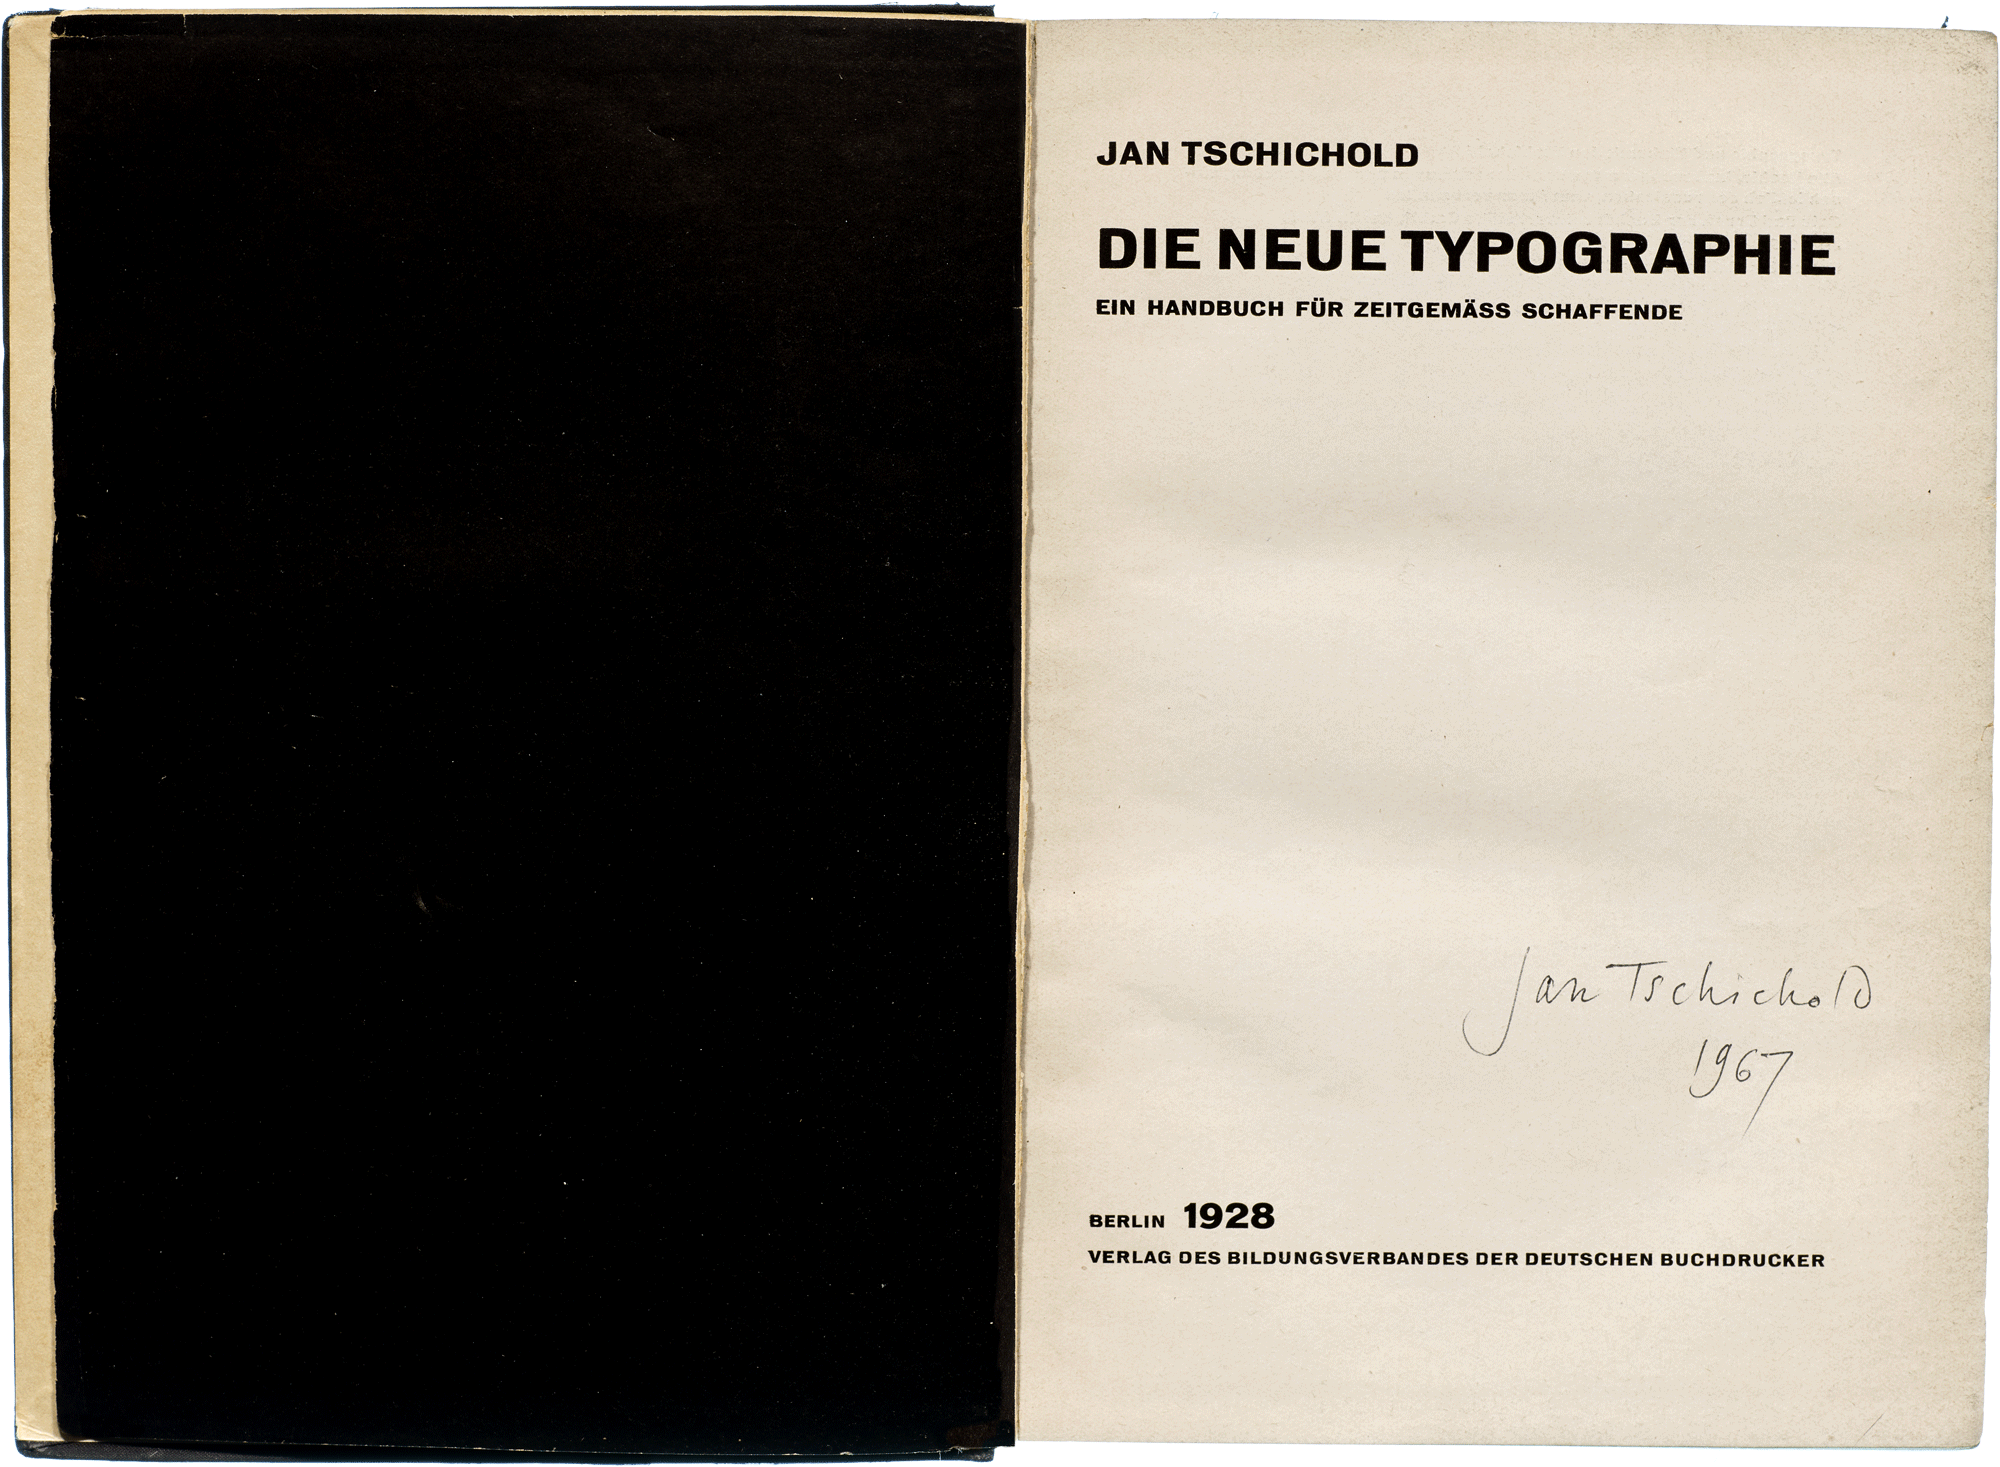 JAN TSCHICHOLD
DIE NEUE TYPOGRAPHIE
EIN HANDBUCH FÜR ZEITGEMÄSS SCHAFFENDE
Jan Tschichold
1967
BERLIN 1928
VERLAG DES BILDUNGSVERBANDES DER DEUTSCHEN BUCHDRUCKER